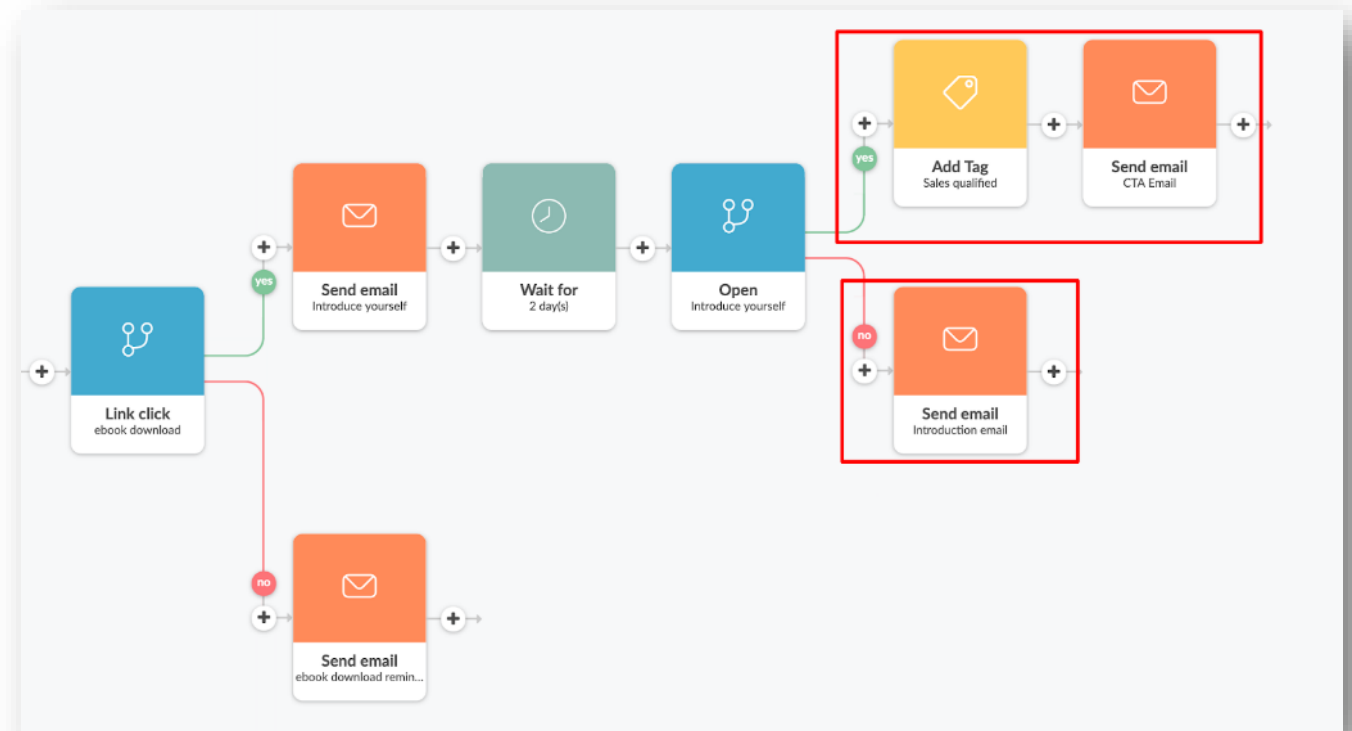 Add Tag
Sales qualified
Send email
CTA Email
yes
Send email
Introduce yourself
Wait for
2 day(s)
Open
Introduce yourself
yes
no
Link click
ebook download
Send email
Introduction email
no
Send email
ebook download remin...